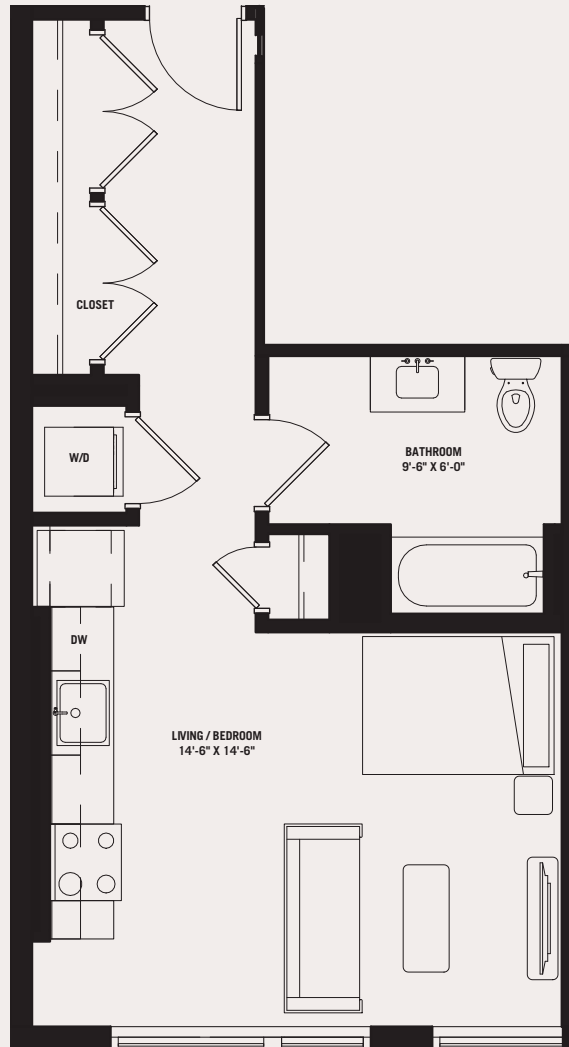 CLOSET
W/D
BATHROOM
9'-6" X 6'-0"
DW
LIVING / BEDROOM
14'-6" X 14'-6"